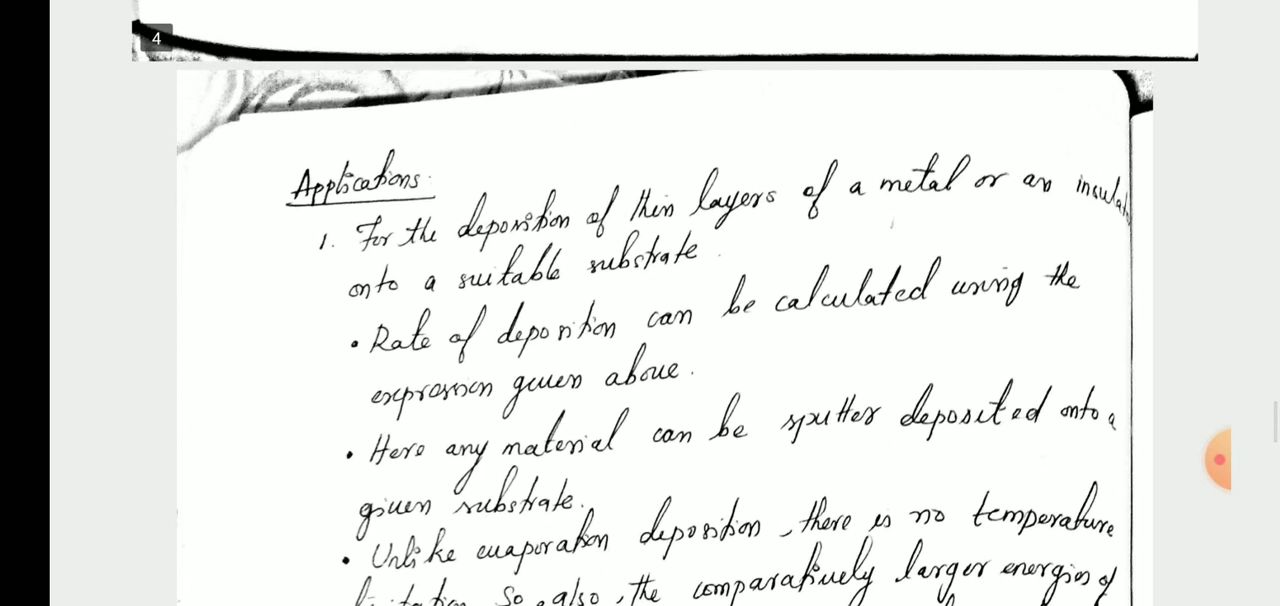 4
Applications.
1. For the deposition of thin layers of a metal or an insulat
onto a suitable substrate.
• Rate of deposition can be calculated using the
expression given above.
• Here any material can be sputter deposited onto a
given substrate.
• Unlike evaporation deposition, there is no temperature
So, also, the comparatively larger energies of